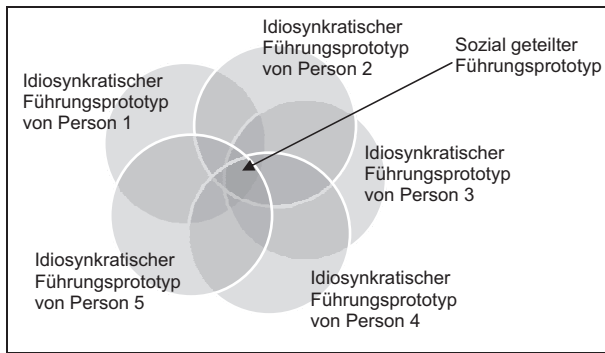 Idiosynkratischer
Führungsprototyp
von Person 1
Idiosynkratischer
Führungsprototyp
von Person 2
Sozial geteilter
Führungsprototyp
Idiosynkratischer
Führungsprototyp
von Person 3
Idiosynkratischer
Führungsprototyp
von Person 4
Idiosynkratischer
Führungsprototyp
von Person 5